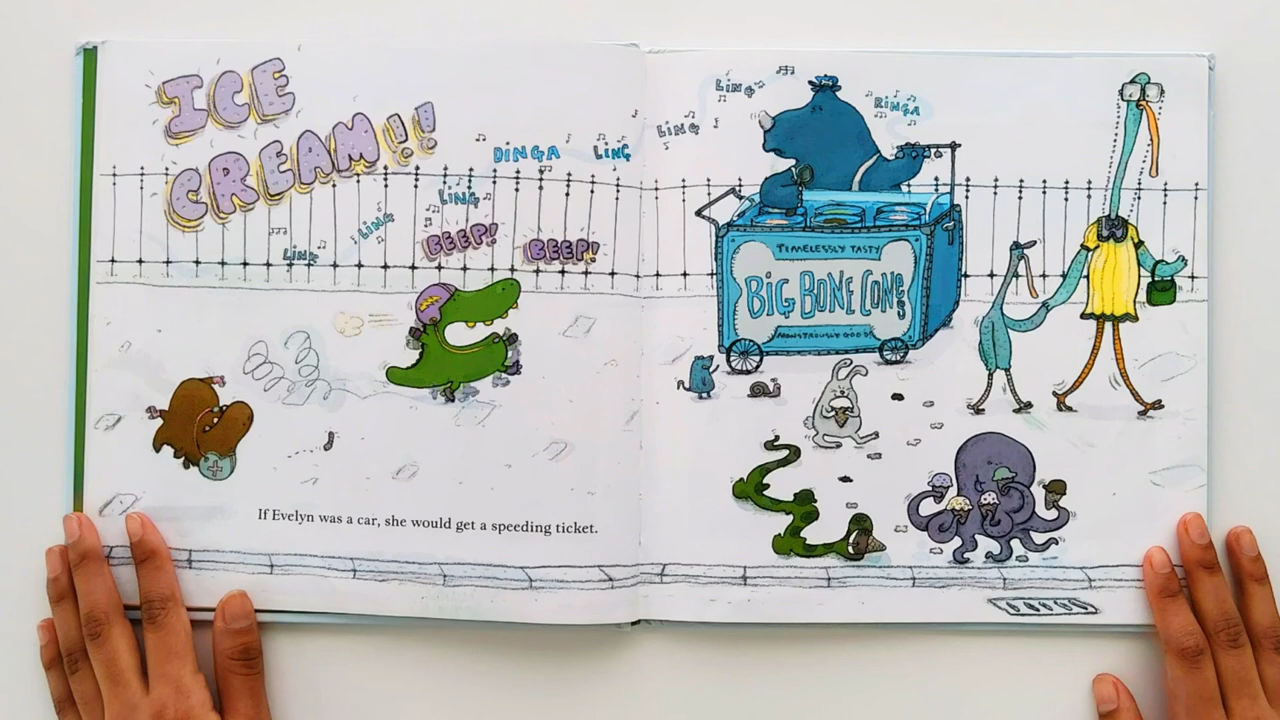 ICE
CREAM!!
LING
DINGA
LING
LING
LING
LING
BEEP!
BEEP!
If Evelyn was a car, she would get a speeding ticket.
LING
LING
RINGA
TIMELESSLY TASTY
BIG BONE CONES
MONSTROUSLY GOOD